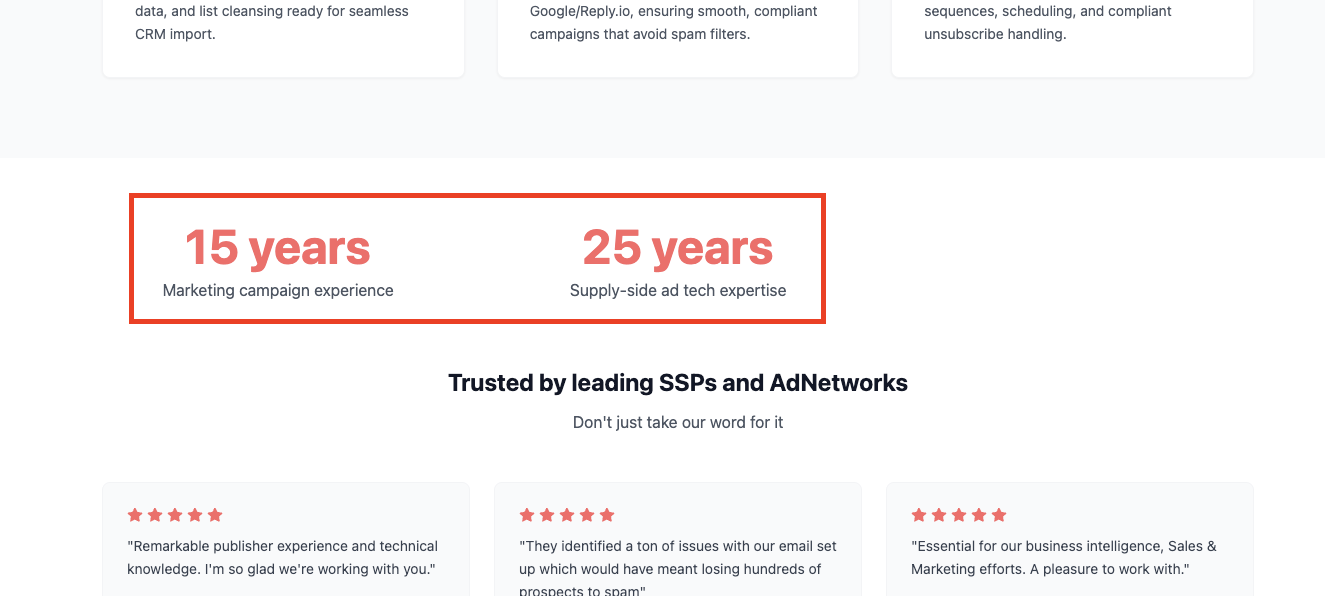 data, and list cleansing ready for seamless
CRM import.
Google/Reply.io, ensuring smooth, compliant
campaigns that avoid spam filters.
sequences, scheduling, and compliant
unsubscribe handling.
15 years
Marketing campaign experience
25 years
Supply-side ad tech expertise
Trusted by leading SSPs and AdNetworks
Don't just take our word for it
"Remarkable publisher experience and technical
knowledge. I'm so glad we're working with you."
"They identified a ton of issues with our email set
up which would have meant losing hundreds of
prospects to spam"
"Essential for our business intelligence, Sales &
Marketing efforts. A pleasure to work with."